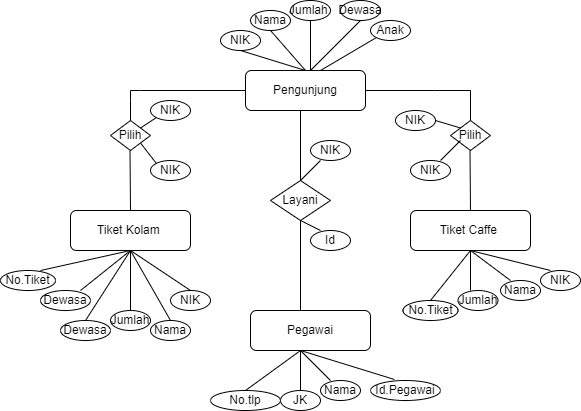 Jumlah
Dewasa
Nama
Anak
NIK
Pengunjung
NIK
NIK
Pilih
Pilih
NIK
NIK
NIK
Layani
Tiket Kolam
Tiket Caffe
Id
No.Tiket
NIK
Dewasa
NIK
Nama
Jumlah
No.Tiket
Jumlah
Dewasa
Nama
Pegawai
Nama
Id.Pegawai
No.tlp
JK